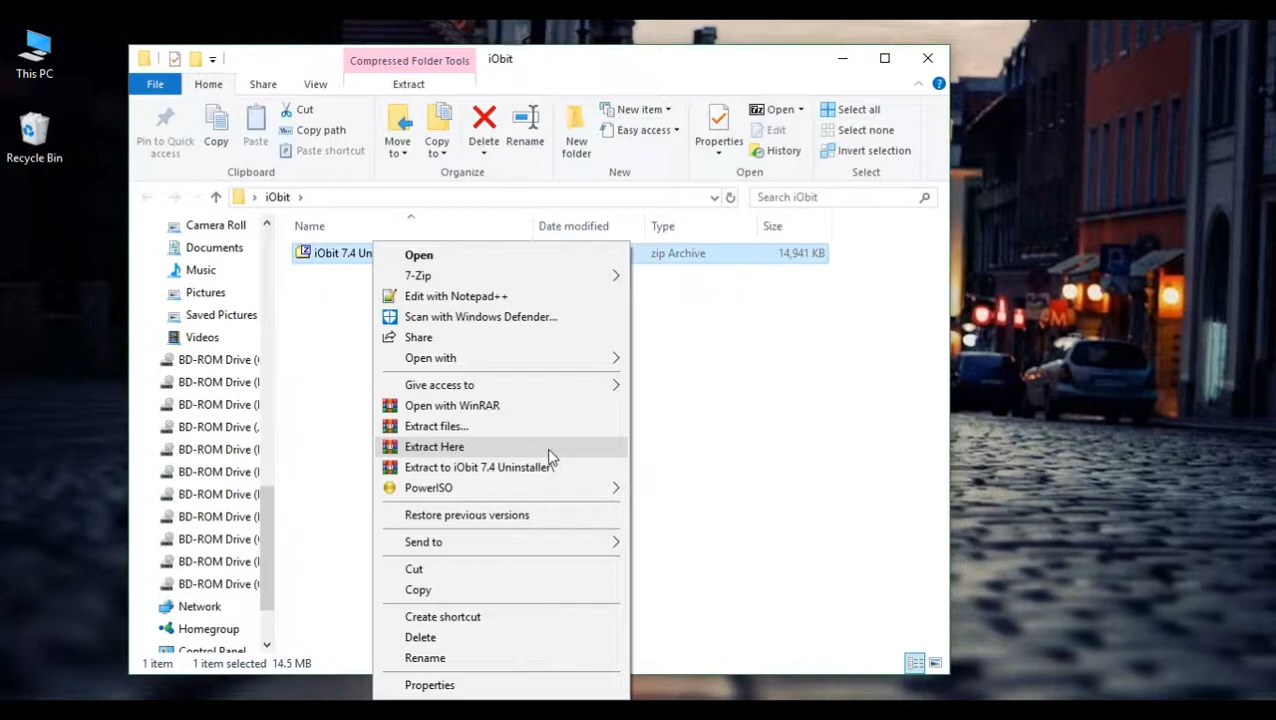 This PC
Recycle Bin
Compressed Folder Tools
iObit
File
Home
Share
View
Extract
Pin to Quick access
Copy
Paste
Cut
Copy path
Paste shortcut
Clipboard
Move to
Copy to
Delete
Rename
Organize
New folder
New item
Easy access
New
Properties
Open
Edit
History
Open
Select all
Select none
Invert selection
Select
iObit
Search iObit
Name
Date modified
Type
Size
iObit 7.4 Un
zip Archive
14,941 KB
Camera Roll
Documents
Music
Pictures
Saved Pictures
Videos
BD-ROM Drive (
BD-ROM Drive (I
BD-ROM Drive (
BD-ROM Drive (
BD-ROM Drive (
BD-ROM Drive (
BD-ROM Drive (
BD-ROM Drive (I
BD-ROM Drive (
BD-ROM Drive (
BD-ROM Drive (
Network
Homegroup
Control Panel
Open
7-Zip
Edit with Notepad++
Scan with Windows Defender...
Share
Open with
Give access to
Open with WinRAR
Extract files...
Extract Here
Extract to iObit 7.4 Uninstaller\
PowerISO
Restore previous versions
Send to
Cut
Copy
Create shortcut
Delete
Rename
Properties
1 item
1 item selected 14.5 MB